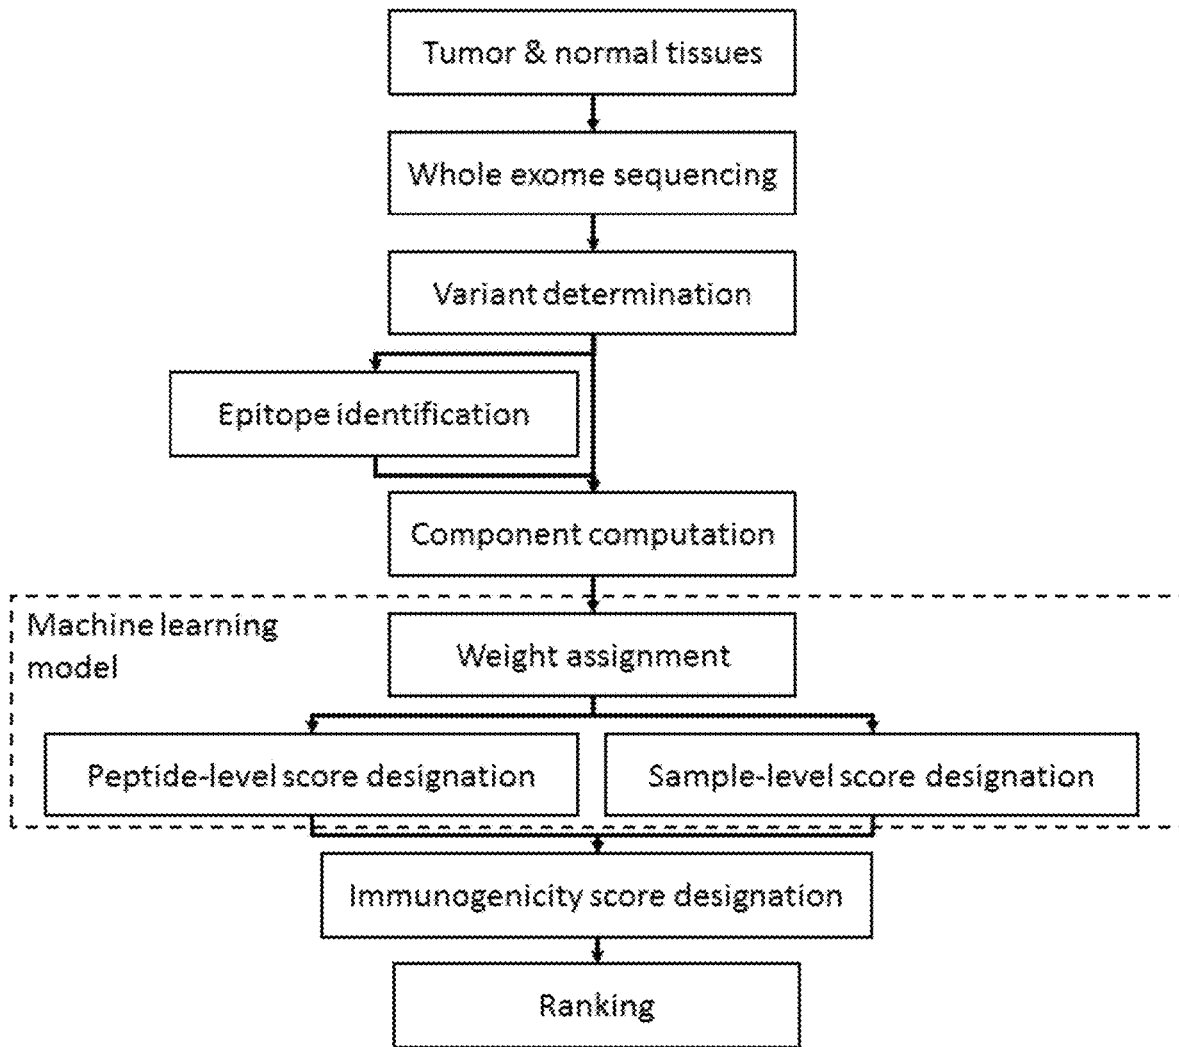 Tumor & normal tissues
Whole exome sequencing
Variant determination
Epitope identification
Component computation
Machine learning
model
Weight assignment
Peptide-level score designation
Sample-level score designation
Immunogenicity score designation
Ranking